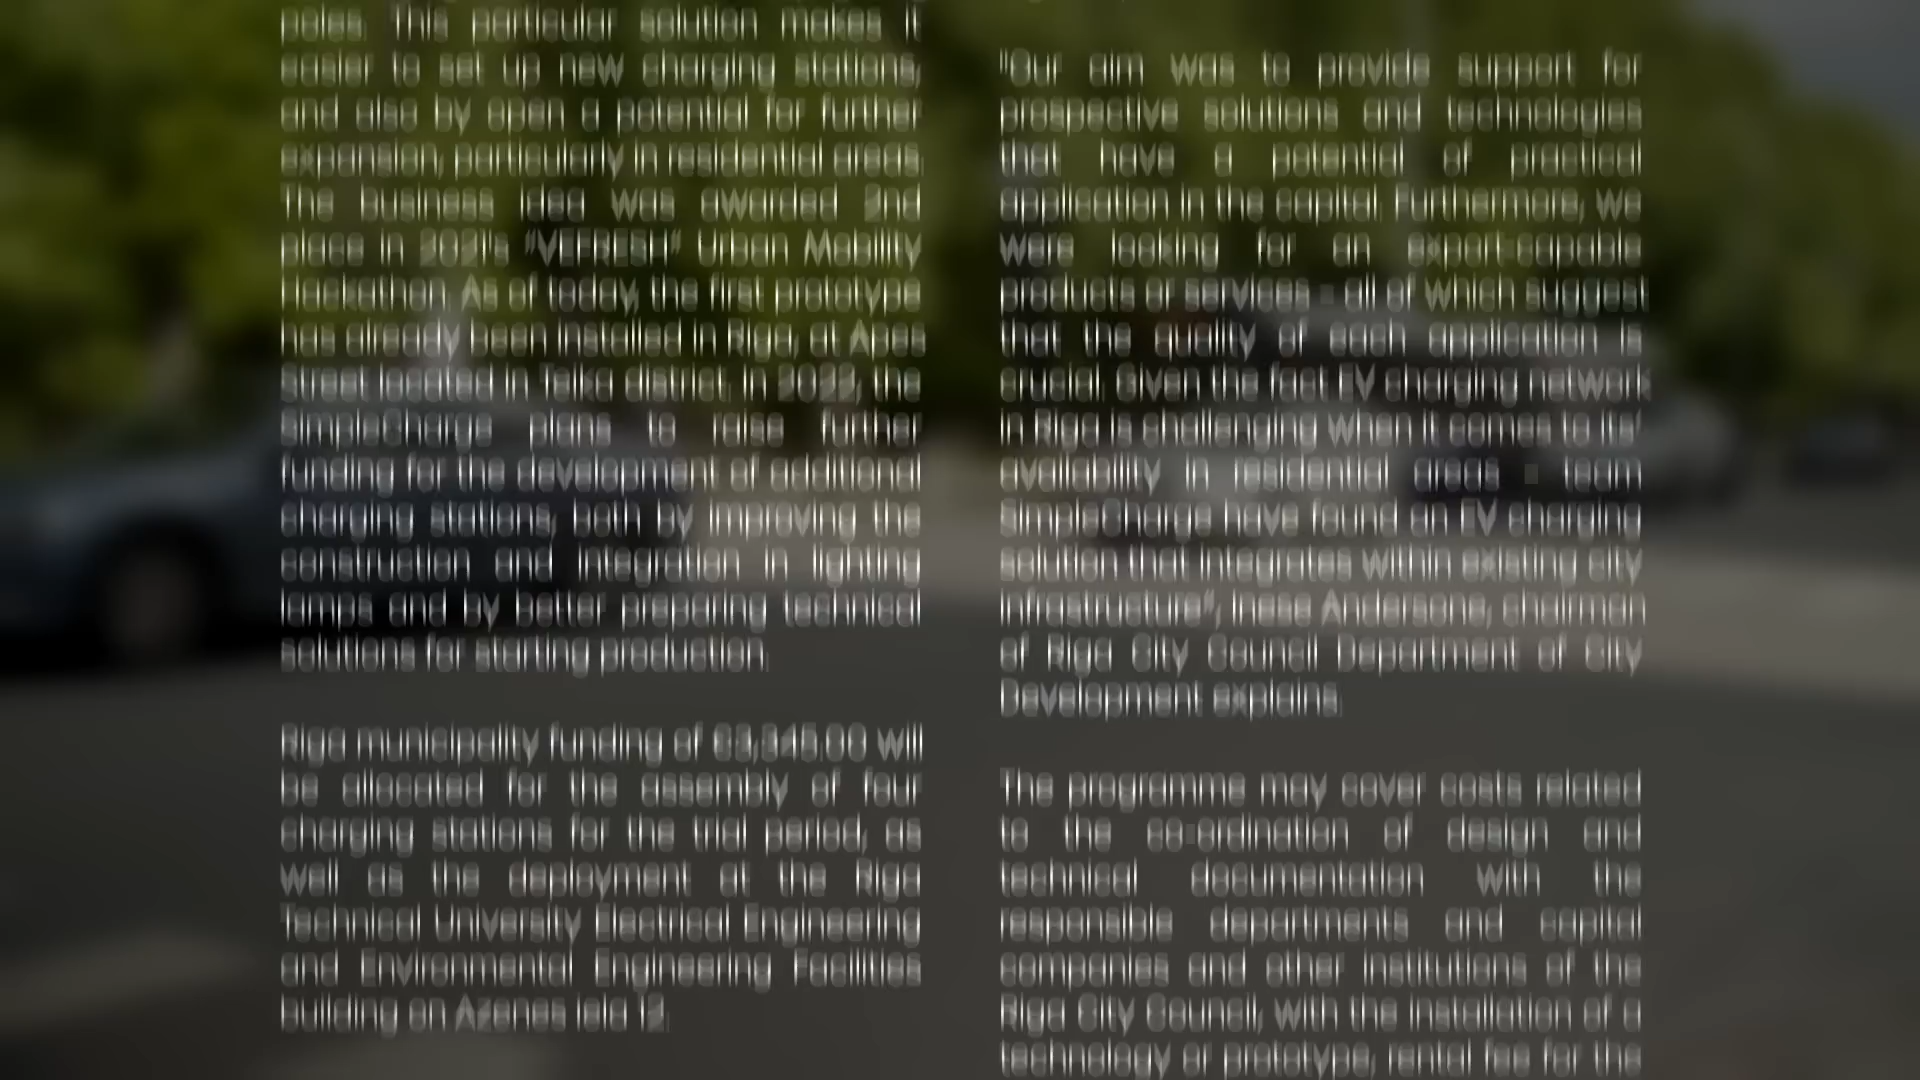 poles. This particular solution makes it
easier to set up new charging stations,
and also by open a potential for further
expansion, particularly in residential areas.
The business idea was awarded 2nd
place in 2021's "VEFRESH" Urban Mobility
Hackathon. As of today, the first prototype
has already been installed in Riga, at Apes
Street located in Teika district. In 2022, the
SimpleCharge plans to raise further
funding for the development of additional
charging stations, both by improving the
construction and integration in lighting
lamps and by better preparing technical
solutions for starting production.
Riga municipality funding of will
be allocated for the assembly of four
charging stations for the trial period, as
well as the deployment at the Riga
Technical University Electrical Engineering
and Environmental Engineering Facilities
building on Azenes iela 12.
"Our aim was to provide support for
prospective solutions and technologies
that have a potential of practical
application in the capital. Furthermore, we
were looking for an export-capable
products or services - all of which suggest
that the quality of each application is
crucial. Given the fact EV charging network
in Riga is challenging when it comes to its'
availability in residential areas - team
SimpleCharge have found an EV charging
solution that integrates within existing city
infrastructure", Inese Andersone, chairman
of Riga City Council Department of City
Development explains.
The programme may cover costs related
to the co-ordination of design and
technical documentation with the
responsible departments and capital
companies and other institutions of the
Riga City Council, with the installation of a
technology or prototype, rental fee for the